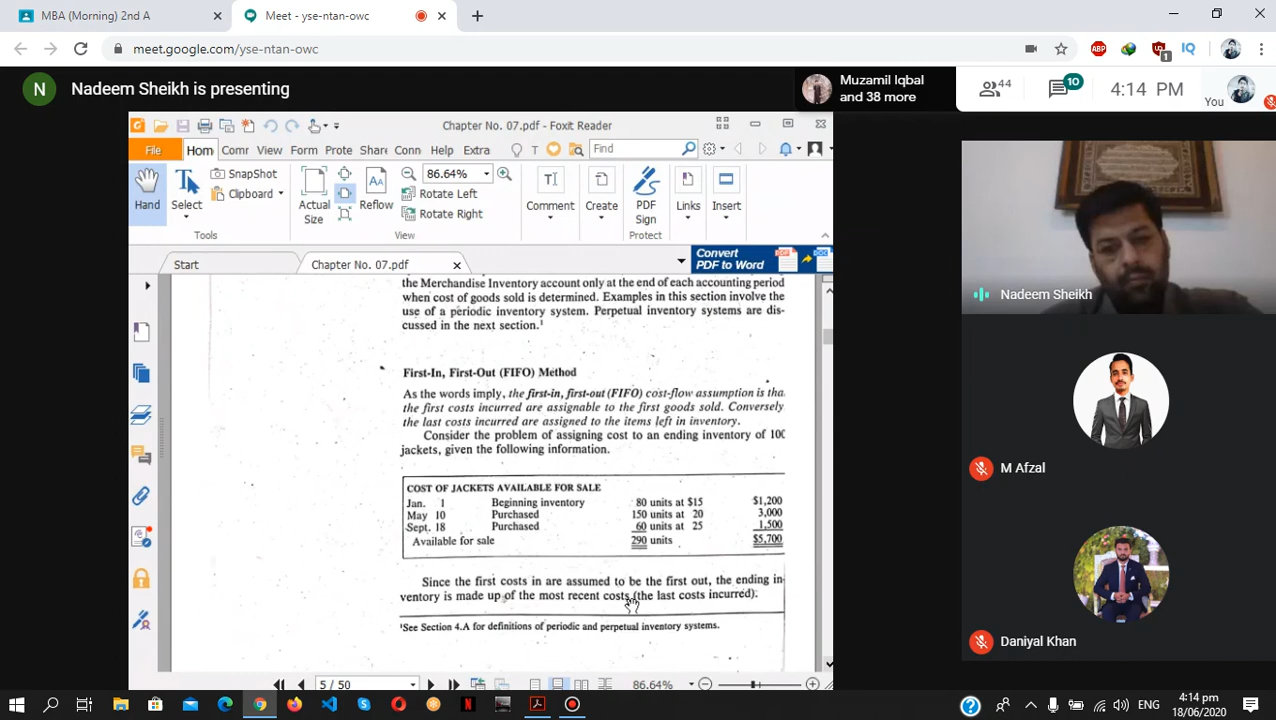 MBA (Morning) 2nd A
Meet - yse-ntan-owc
meet.google.com/yse-ntan-owc
ABP
IQ
1
N
Nadeem Sheikh is presenting
Muzamil Iqbal
and 38 more
44
10
4:14 PM
You
Chapter No. 07.pdf - Foxit Reader
File
Hom
Comr
View
Form
Prote
Share
Conn
Help
Extra
Find
Hand
Select
SnapShot
Clipboard
Tools
Actual
Size
Reflow
86.64%
Rotate Left
Rotate Right
View
Comment
Create
PDF
Sign
Protect
Links
Insert
Start
Chapter No. 07.pdf
Convert
PDF to Word
the Merchandise Inventory account only at the end of each accounting period
when cost of goods sold is determined. Examples in this section involve the
use of a periodic inventory system. Perpetual inventory systems are dis-
cussed in the next section.¹
First-In, First-Out (FIFO) Method
As the words imply, the first-in, first-out (FIFO) cost-flow assumption is tha
the first costs incurred are assignable to the first goods sold. Conversely
the last costs incurred are assigned to the items left in inventory.
Consider the problem of assigning cost to an ending inventory of 100
jackets, given the following information.
COST OF JACKETS AVAILABLE FOR SALE
Jan. 1 Beginning inventory 80 units at $15 $1,200
May 10 Purchased 150 units at 20 3,000
Sept. 18 Purchased 60 units at 25 1,500
Available for sale 290 units $5,700
Since the first costs in are assumed to be the first out, the ending in-
ventory is made up of the most recent costs (the last costs incurred):
¹See Section 4.A for definitions of periodic and perpetual inventory systems.
5 / 50
86.64%
Nadeem Sheikh
M Afzal
Daniyal Khan
ENG
4:14 pm
18/06/2020